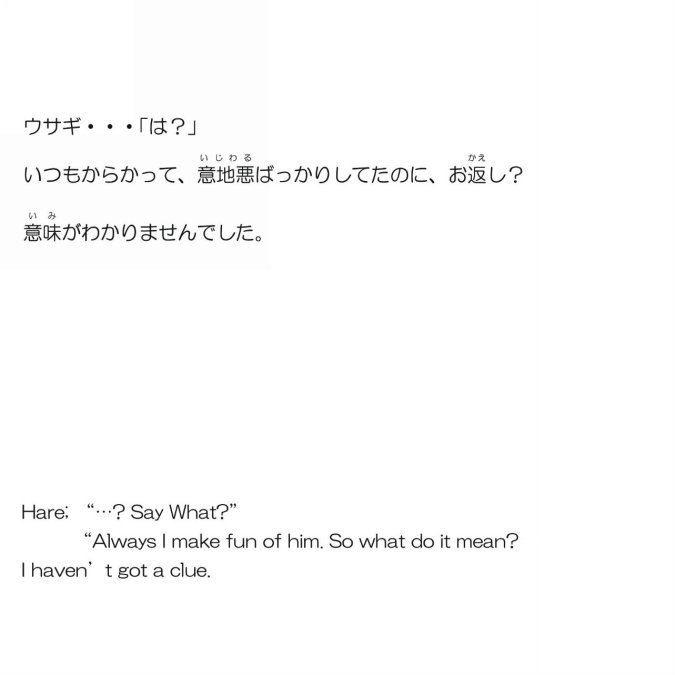 ウサギ・・・「は？」
いじわる かえ
いつもからかって、意地悪ばっかりしてたのに、お返し？
いみ
意味がわかりませんでした。
Hare; “…? Say What?”
“Always I make fun of him. So what do it mean?
I haven’t got a clue.